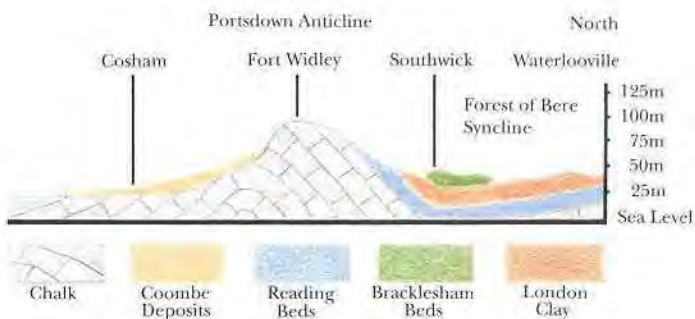 Portsdown Anticline
North
Cosham
Fort Widley
Southwick
Waterlooville
125m
Forest of Bere
Syncline
100m
75m
50m
25m
Sea Level
Chalk
Coombe
Deposits
Reading
Beds
Bracklesham
Beds
London
Clay